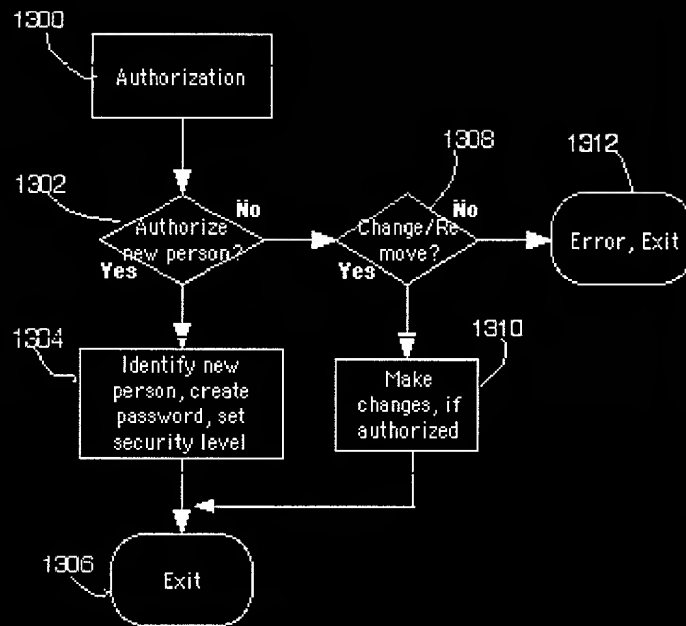 1300
Authorization
1302
Authorize
new person?
No
Yes
1308
Change/Re
move?
No
Yes
1312
Error, Exit
1304
Identify new
person, create
password, set
security level
1310
Make
changes, if
authorized
1306
Exit